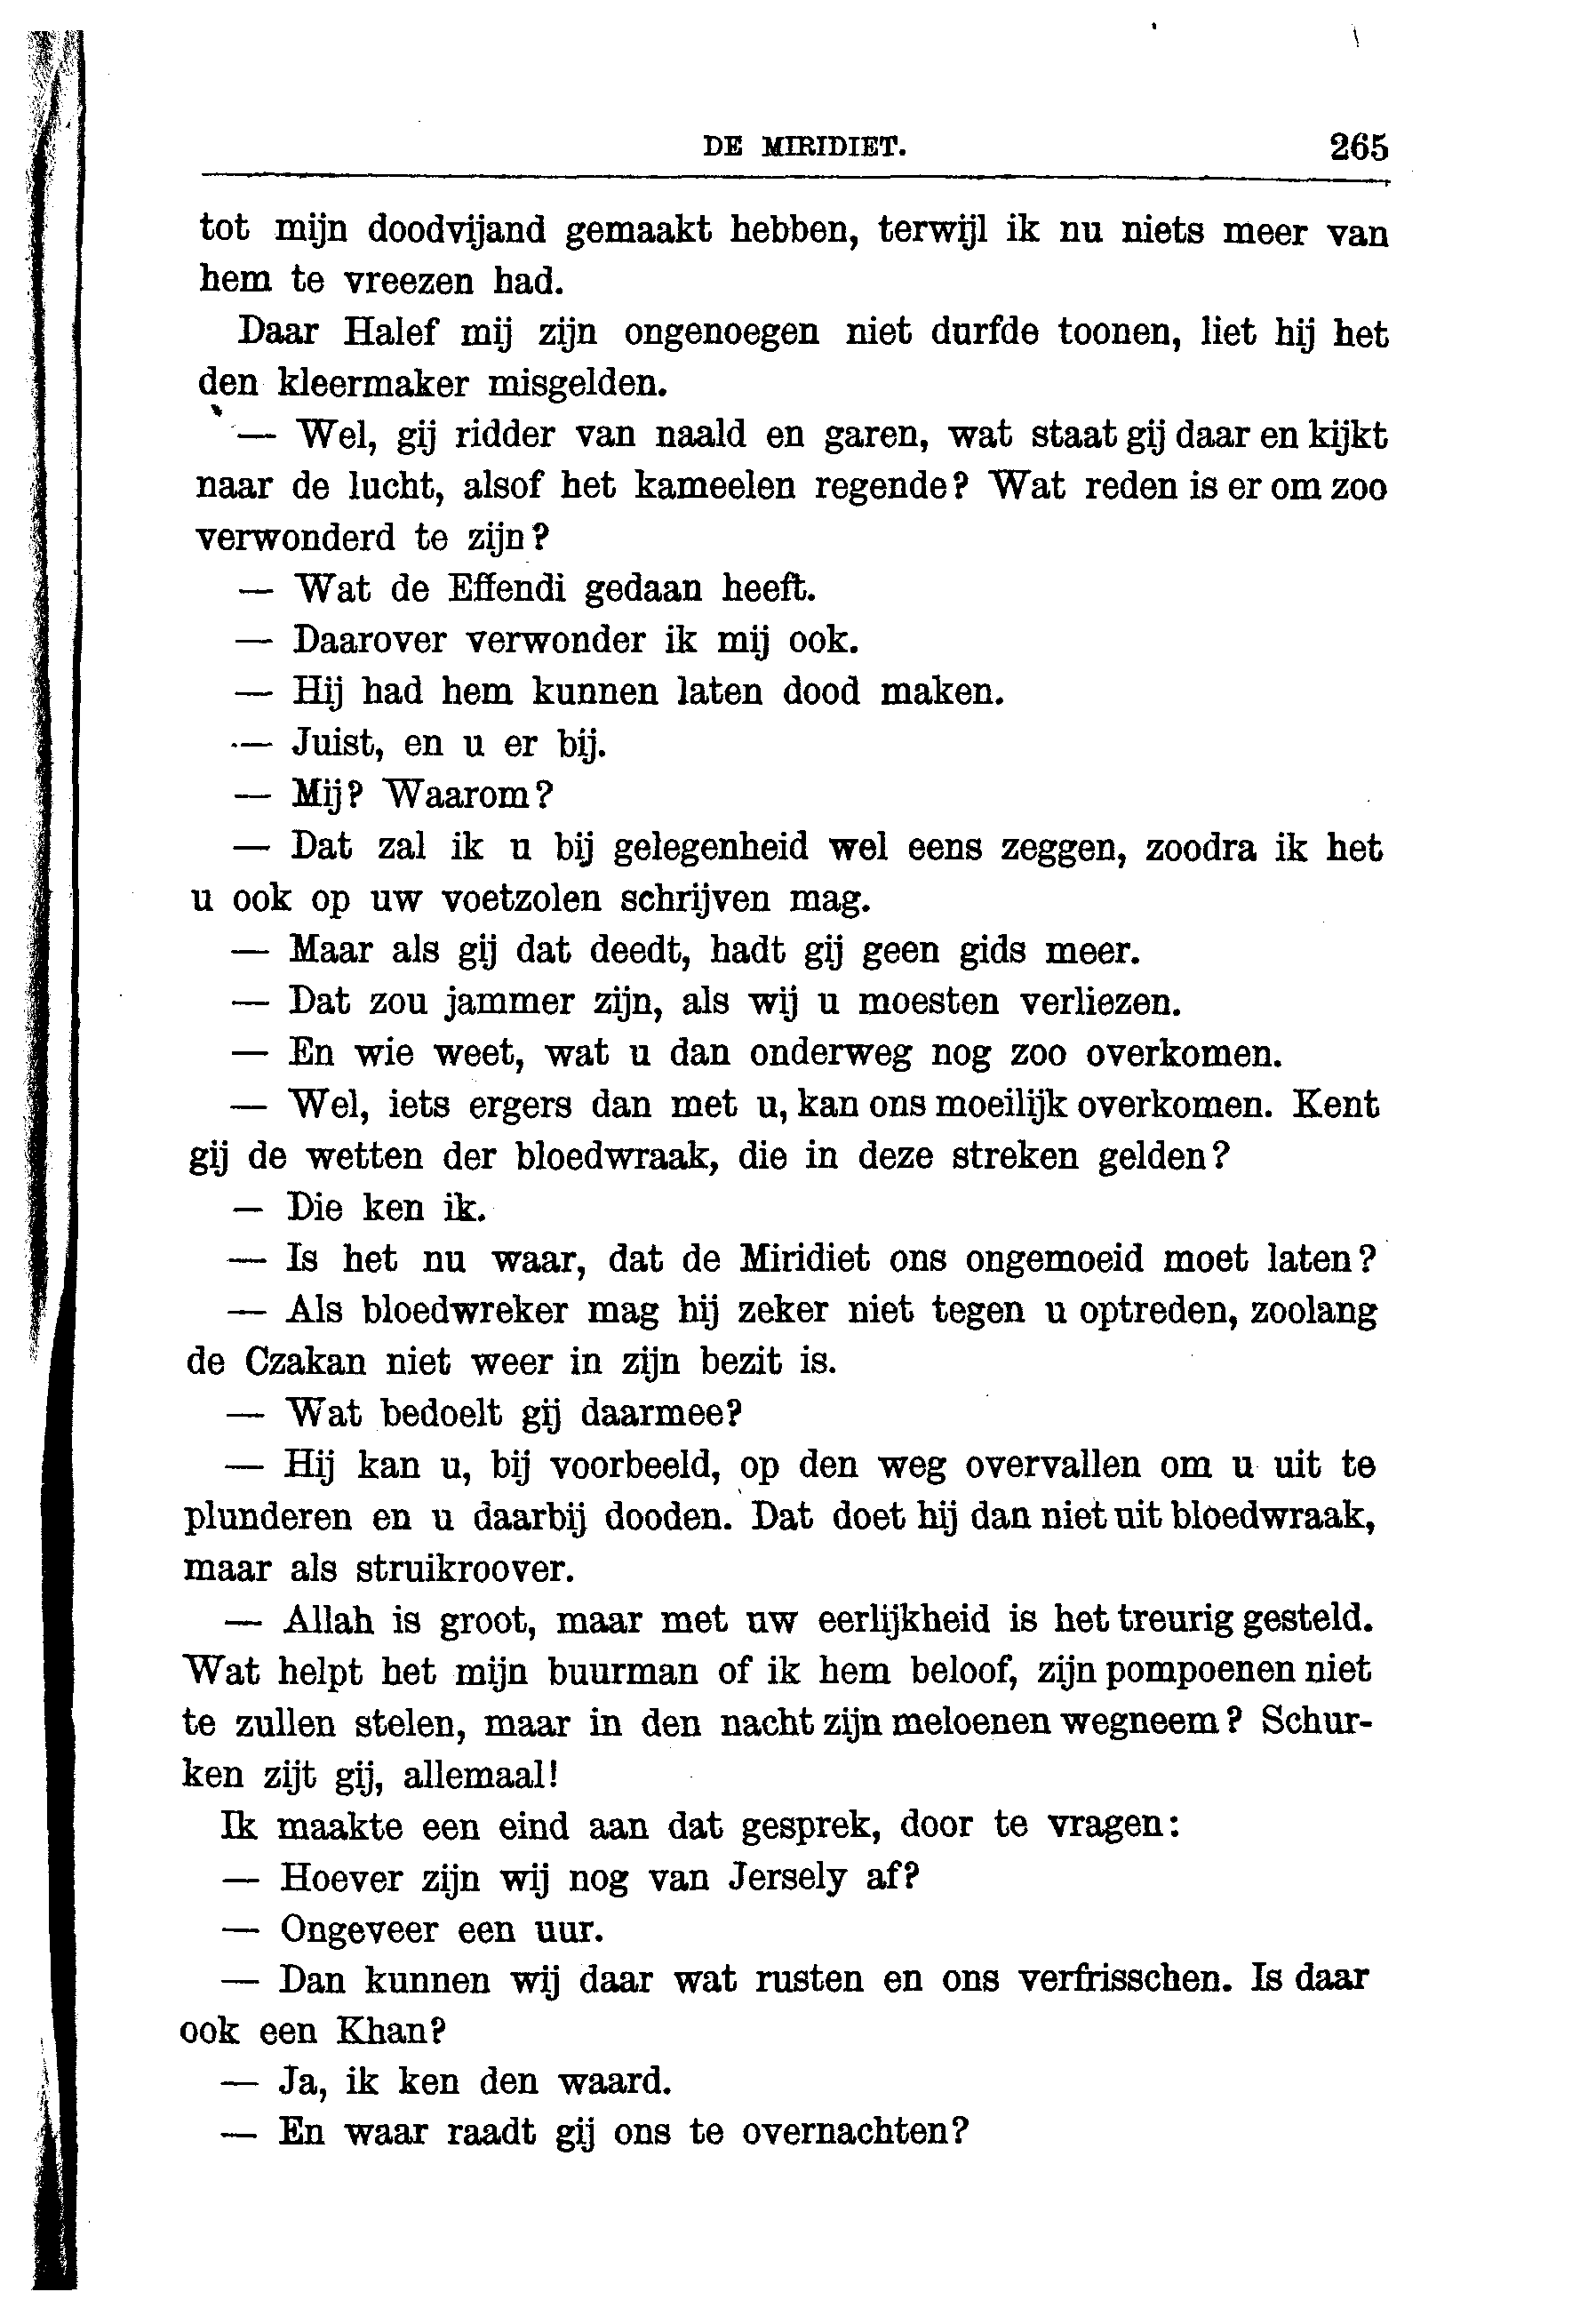 DE MIRIDIET. 265
tot mijn doodvijand gemaakt hebben, terwijl ik nu niets meer van
hem te vreezen had.
Daar Halef mij zijn ongenoegen niet durfde toonen, liet hij het
den kleermaker misgelden.
— Wel, gij ridder van naald en garen, wat staat gij daar en kijkt
naar de lucht, alsof het kameelen regende? Wat reden is er om zoo
verwonderd te zijn?
— Wat de Effendi gedaan heeft.
— Daarover verwonder ik mij ook.
— Hij had hem kunnen laten dood maken.
— Juist, en u er bij.
— Mij? Waarom?
— Dat zal ik u bij gelegenheid wel eens zeggen, zoodra ik het
u ook op uw voetzolen schrijven mag.
— Maar als gij dat deedt, hadt gij geen gids meer.
— Dat zou jammer zijn, als wij u moesten verliezen.
— En wie weet, wat u dan onderweg nog zoo overkomen.
— Wel, iets ergers dan met u, kan ons moeilijk overkomen. Kent
gij de wetten der bloedwraak, die in deze streken gelden?
— Die ken ik.
— Is het nu waar, dat de Miridiet ons ongemoeid moet laten?
— Als bloedwreker mag hij zeker niet tegen u optreden, zoolang
de Czakan niet weer in zijn bezit is.
— Wat bedoelt gij daarmee?
— Hij kan u, bij voorbeeld, op den weg overvallen om u uit te
plunderen en u daarbij dooden. Dat doet hij dan niet uit bloedwraak,
maar als struikroover.
— Allah is groot, maar met uw eerlijkheid is het treurig gesteld.
Wat helpt het mijn buurman of ik hem beloof, zijn pompoenen niet
te zullen stelen, maar in den nacht zijn meloenen wegneem? Schur-
ken zijt gij, allemaal!
Ik maakte een eind aan dat gesprek, door te vragen:
— Hoever zijn wij nog van Jersely af?
— Ongeveer een uur.
— Dan kunnen wij daar wat rusten en ons verfrisschen. Is daar
ook een Khan?
— Ja, ik ken den waard.
— En waar raadt gij ons te overnachten?